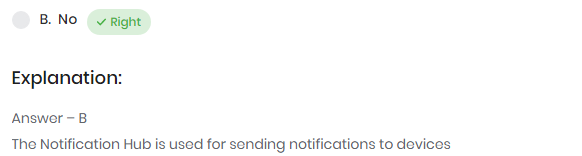 B. No Right
Explanation:
Answer – B
The Notification Hub is used for sending notifications to devices